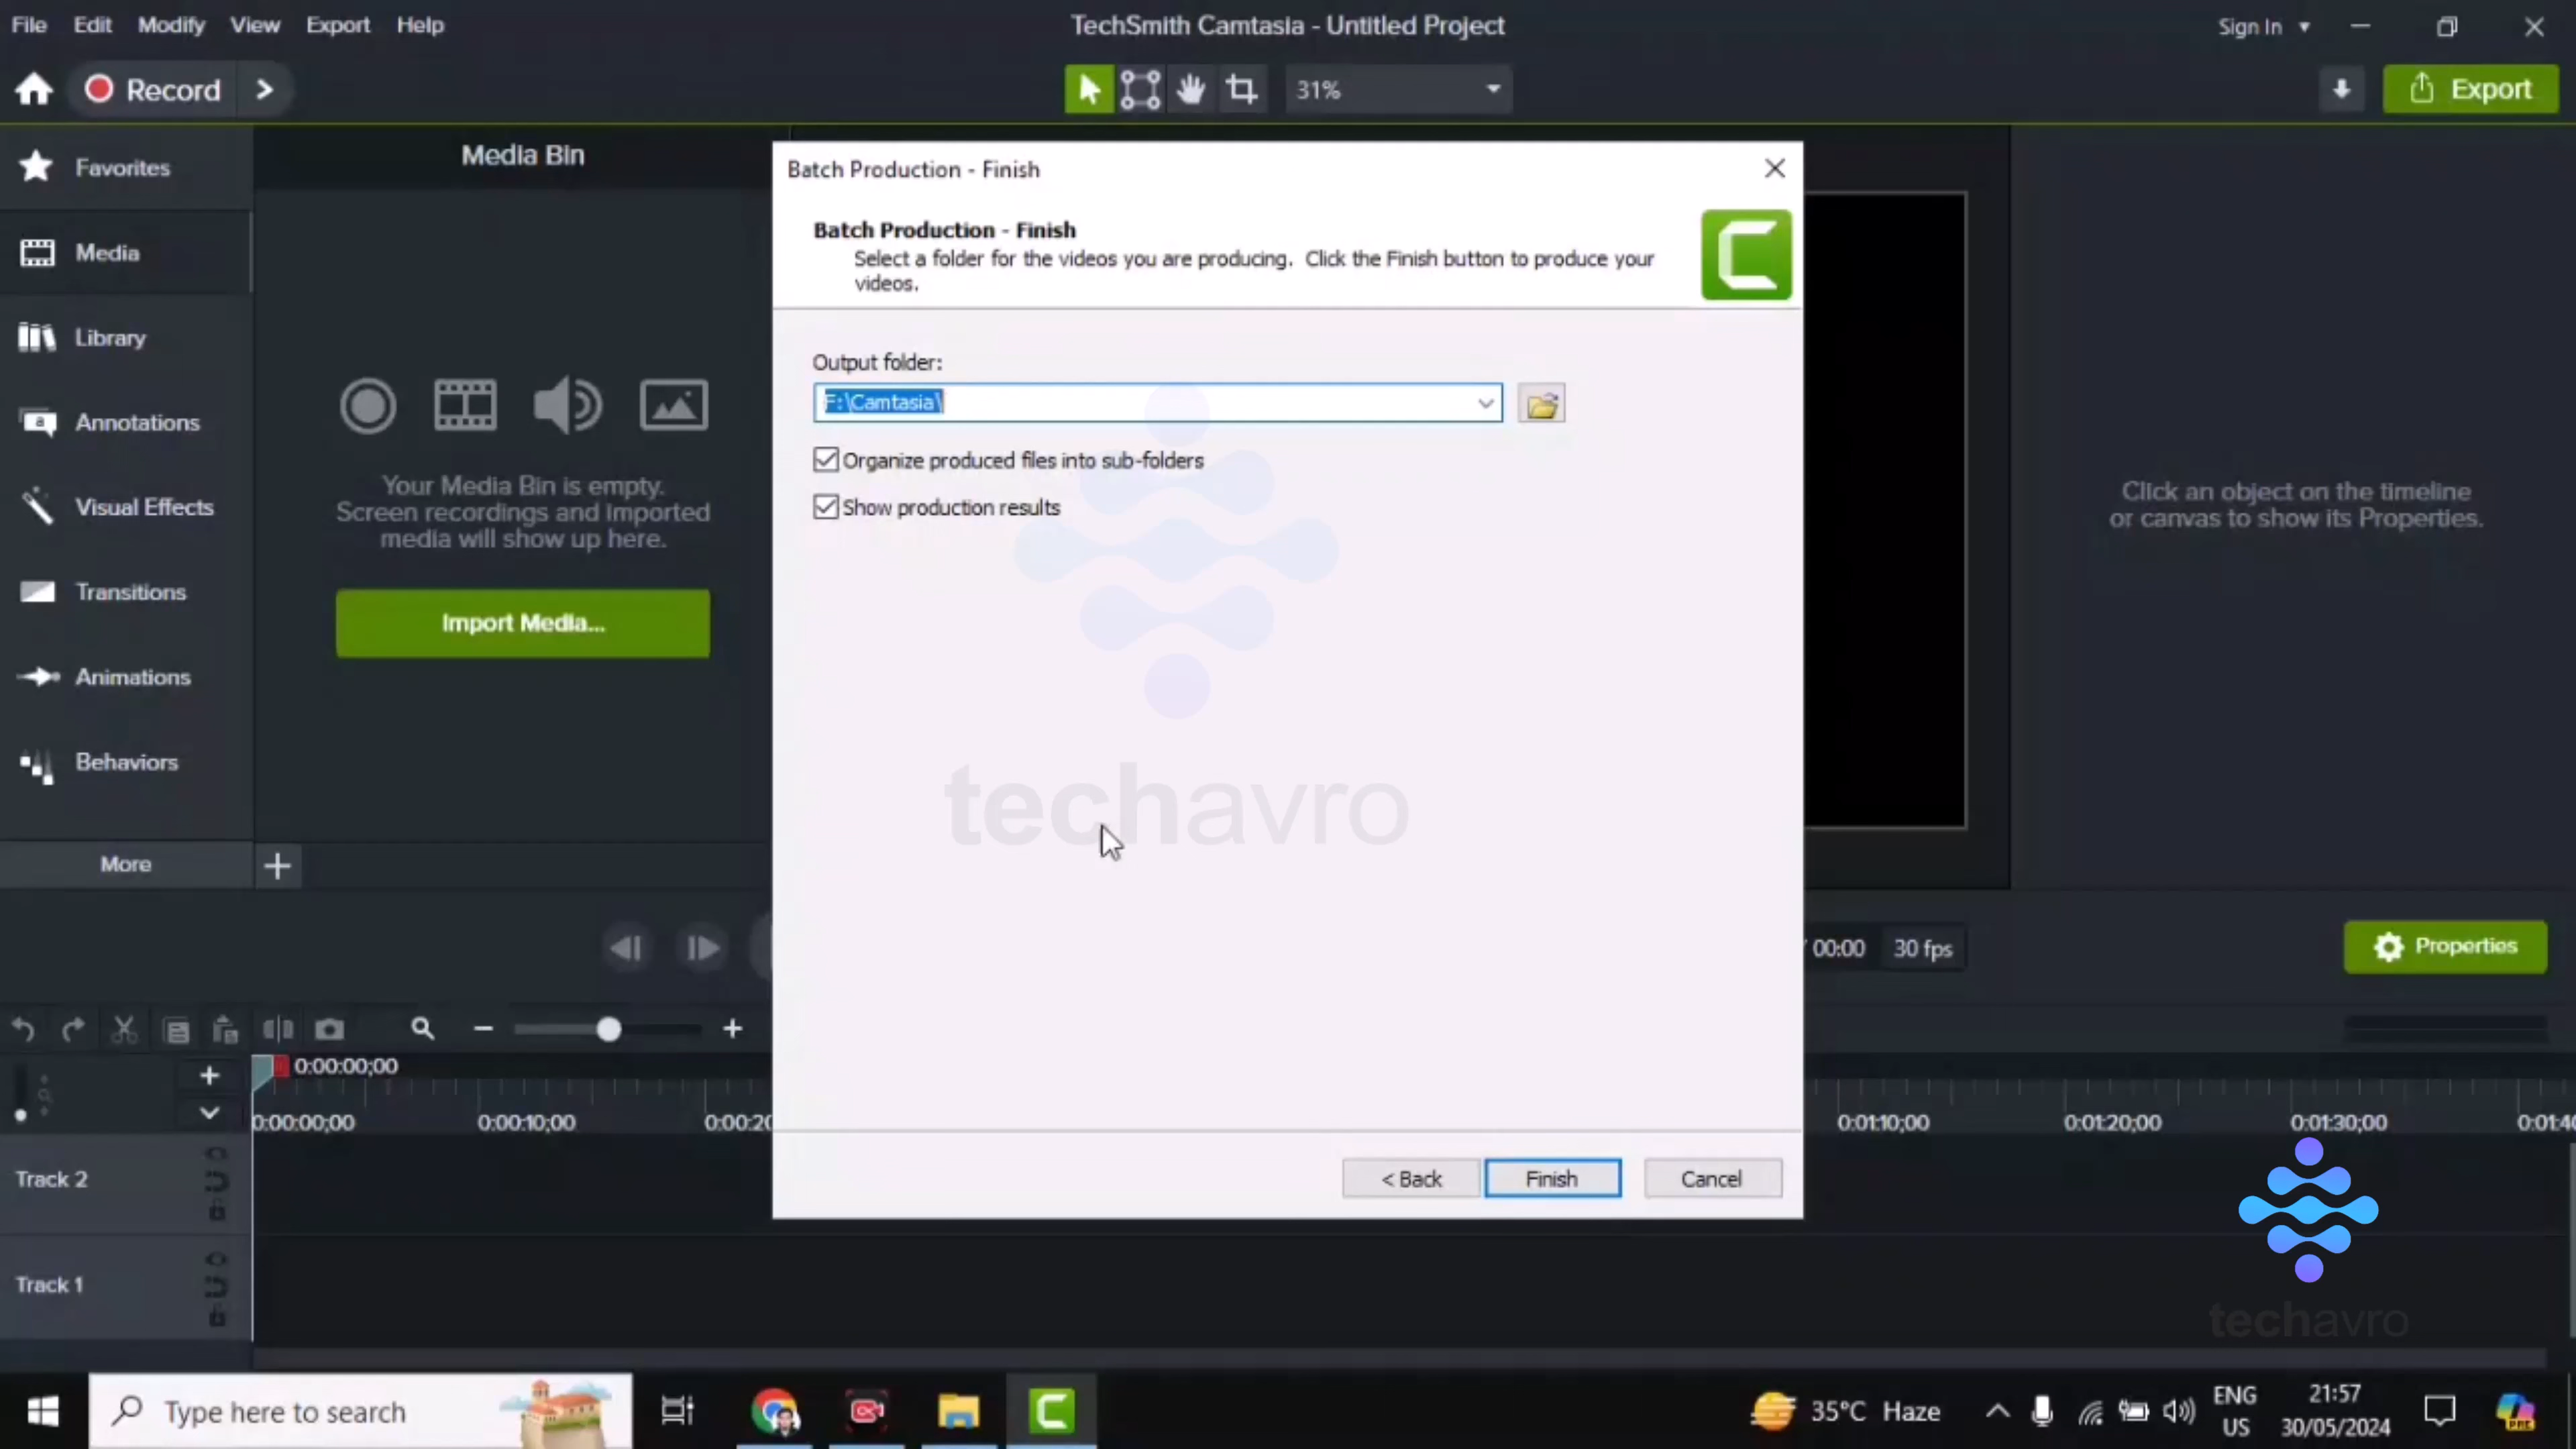 File Edit Modify View Export Help
TechSmith Camtasia - Untitled Project
Sign In
Record
31%
Export
Favorites
Media
Library
Annotations
Visual Effects
Transitions
Animations
Behaviors
More
Media Bin
Your Media Bin is empty.
Screen recordings and imported
media will show up here.
Import Media...
Batch Production - Finish
Batch Production - Finish
Select a folder for the videos you are producing. Click the Finish button to produce your
videos.
Output folder:
F:\Camtasia\
Organize produced files into sub-folders
Show production results
techavro
< Back
Finish
Cancel
Click an object on the timeline
or canvas to show its Properties.
/ 00:00
30 fps
Properties
0:00:00;00
0:00:00;00 0:00:10;00 0:00:20 0:01:10;00 0:01:20;00 0:01:30;00 0:01:40
Track 2
Track 1
techavro
Type here to search
35°C Haze
ENG
US
21:57
30/05/2024